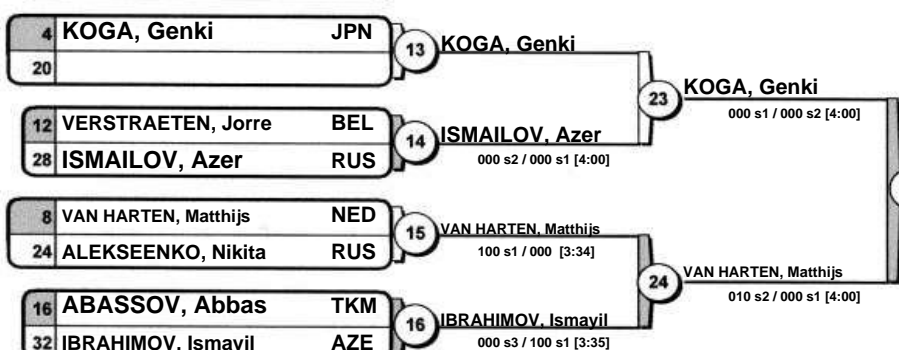 4 KOGA, Genki JPN
20
13
KOGA, Genki
12 VERSTRAETEN, Jorre BEL
28 ISMAILOV, Azer RUS
14
ISMAILOV, Azer
000 s2 / 000 s1 [4:00]
23
KOGA, Genki
000 s1 / 000 s2 [4:00]
8 VAN HARTEN, Matthijs NED
24 ALEKSEENKO, Nikita RUS
15
VAN HARTEN, Matthijs
100 s1 / 000 [3:34]
16 ABASSOV, Abbas TKM
32 IBRAHIMOV, Ismayil AZE
16
IBRAHIMOV, Ismayil
000 s3 / 100 s1 [3:35]
24
VAN HARTEN, Matthijs
010 s2 / 000 s1 [4:00]